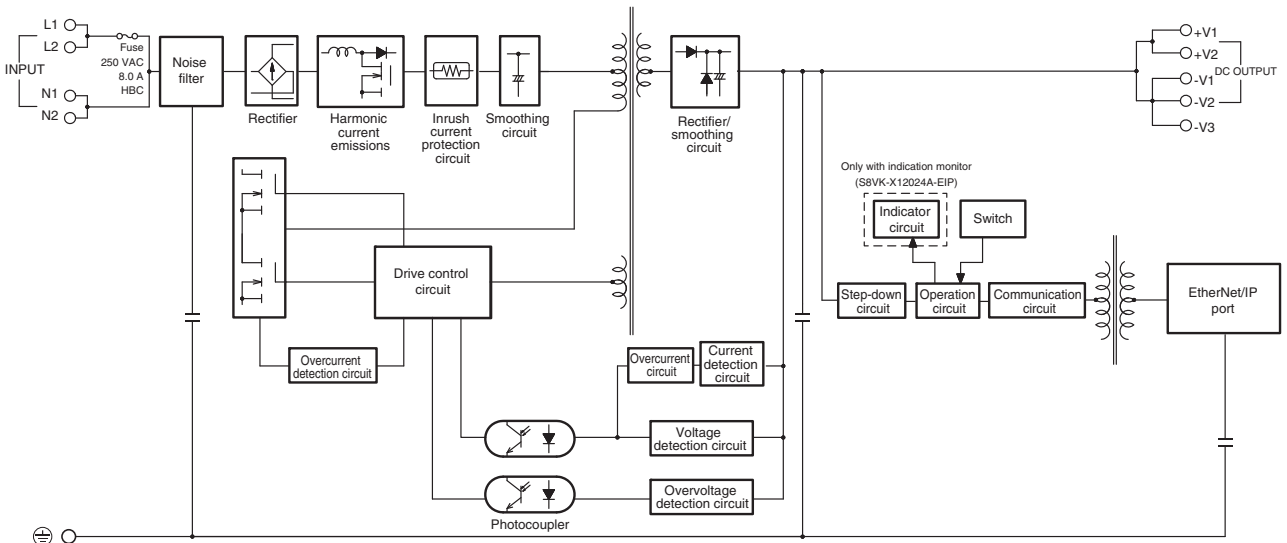 L1
L2
INPUT
N1
N2
Fuse
250 VAC
8.0 A
HBC
Noise
filter
Rectifier
Harmonic
current
emissions
Inrush
current
protection
circuit
Smoothing
circuit
Rectifier/
smoothing
circuit
+V1
+V2
-V1
DC OUTPUT
-V2
-V3
Only with indication monitor
(S8VK-X12024A-EIP)
Indicator
circuit
Switch
Drive control
circuit
Step-down
circuit
Operation
circuit
Communication
circuit
EtherNet/IP
port
Overcurrent
detection circuit
Overcurrent
circuit
Current
detection
circuit
Voltage
detection circuit
Overvoltage
detection circuit
Photocoupler